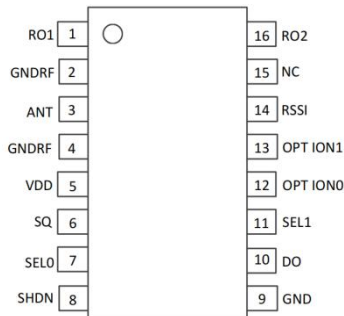 RO1 1 16 RO2
GNDRF 2 15 NC
ANT 3 14 RSSI
GNDRF 4 13 OPT ION1
VDD 5 12 OPT ION0
SQ 6 11 SEL1
SEL0 7 10 DO
SHDN 8 9 GND